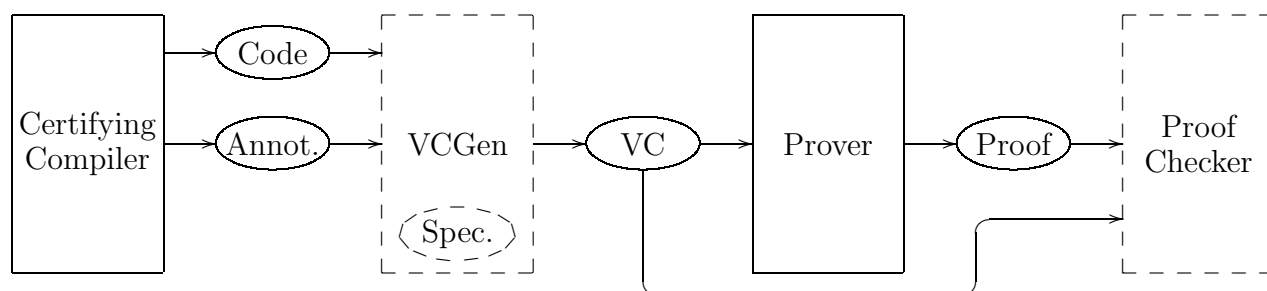 Certifying
Compiler
Code
Annot.
VCGen
Spec.
VC
Prover
Proof
Proof
Checker